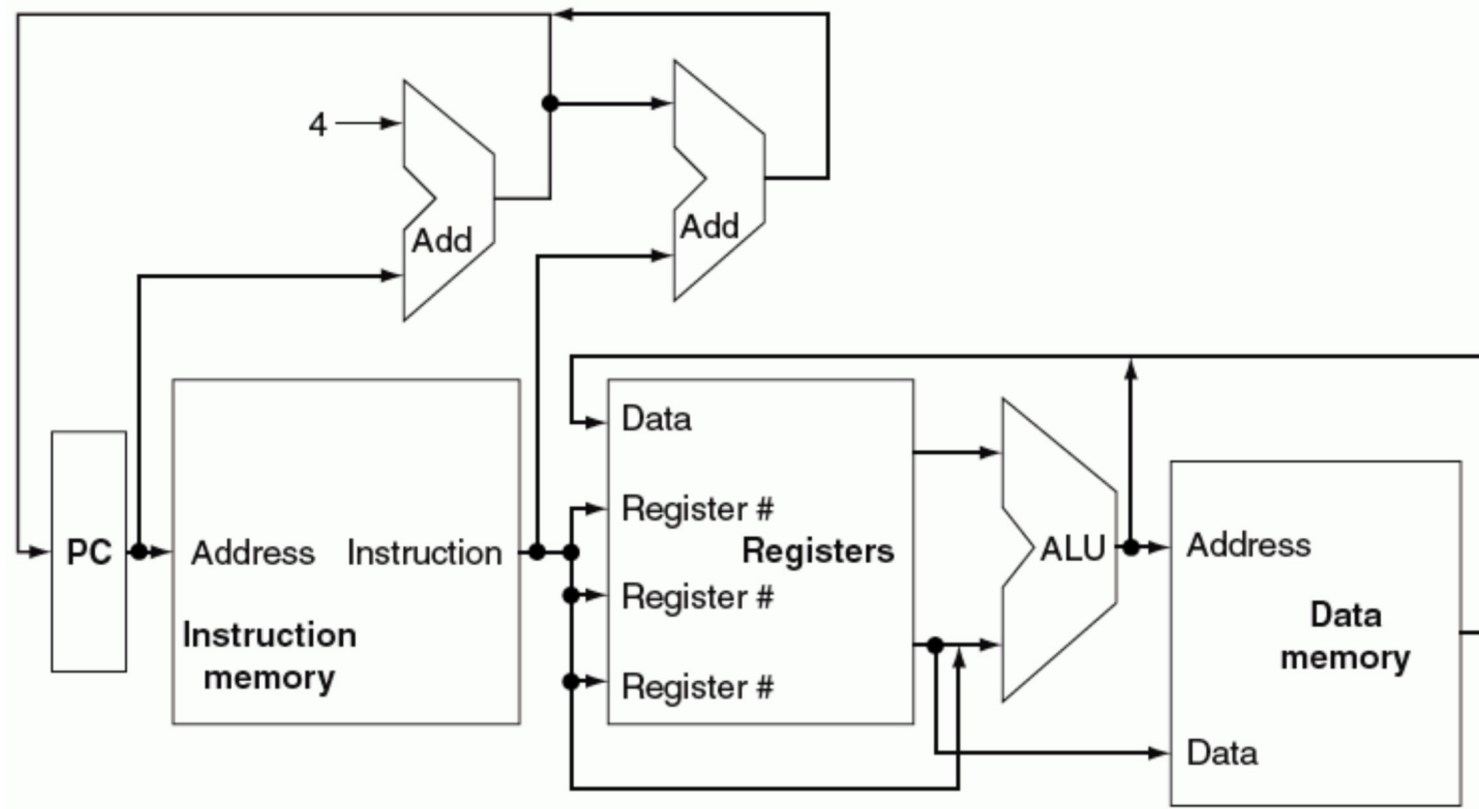 4
Add
Add
Data
Register #
Registers
Register #
Register #
PC
Address Instruction
Instruction
memory
ALU
Address
Data
memory
Data